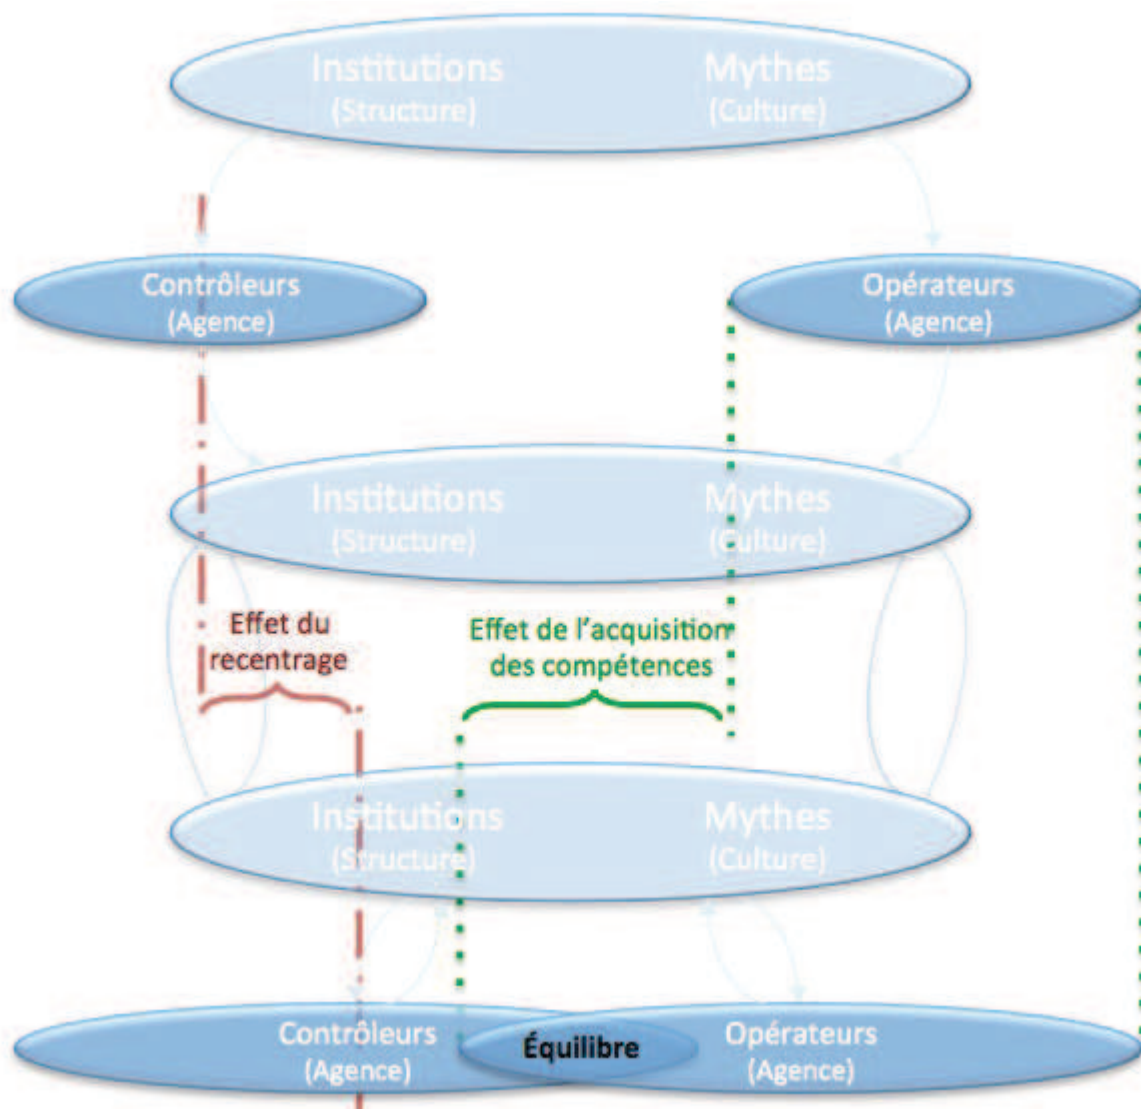 Institutions Mythes
(Structure) (Culture)
Contrôleurs
(Agence)
Opérateurs
(Agence)
Institutions Mythes
(Structure) (Culture)
Effet du
recentrage
Effet de l’acquisition
des compétences
Institutions Mythes
(Structure) (Culture)
Contrôleurs
(Agence)
Équilibre
Opérateurs
(Agence)